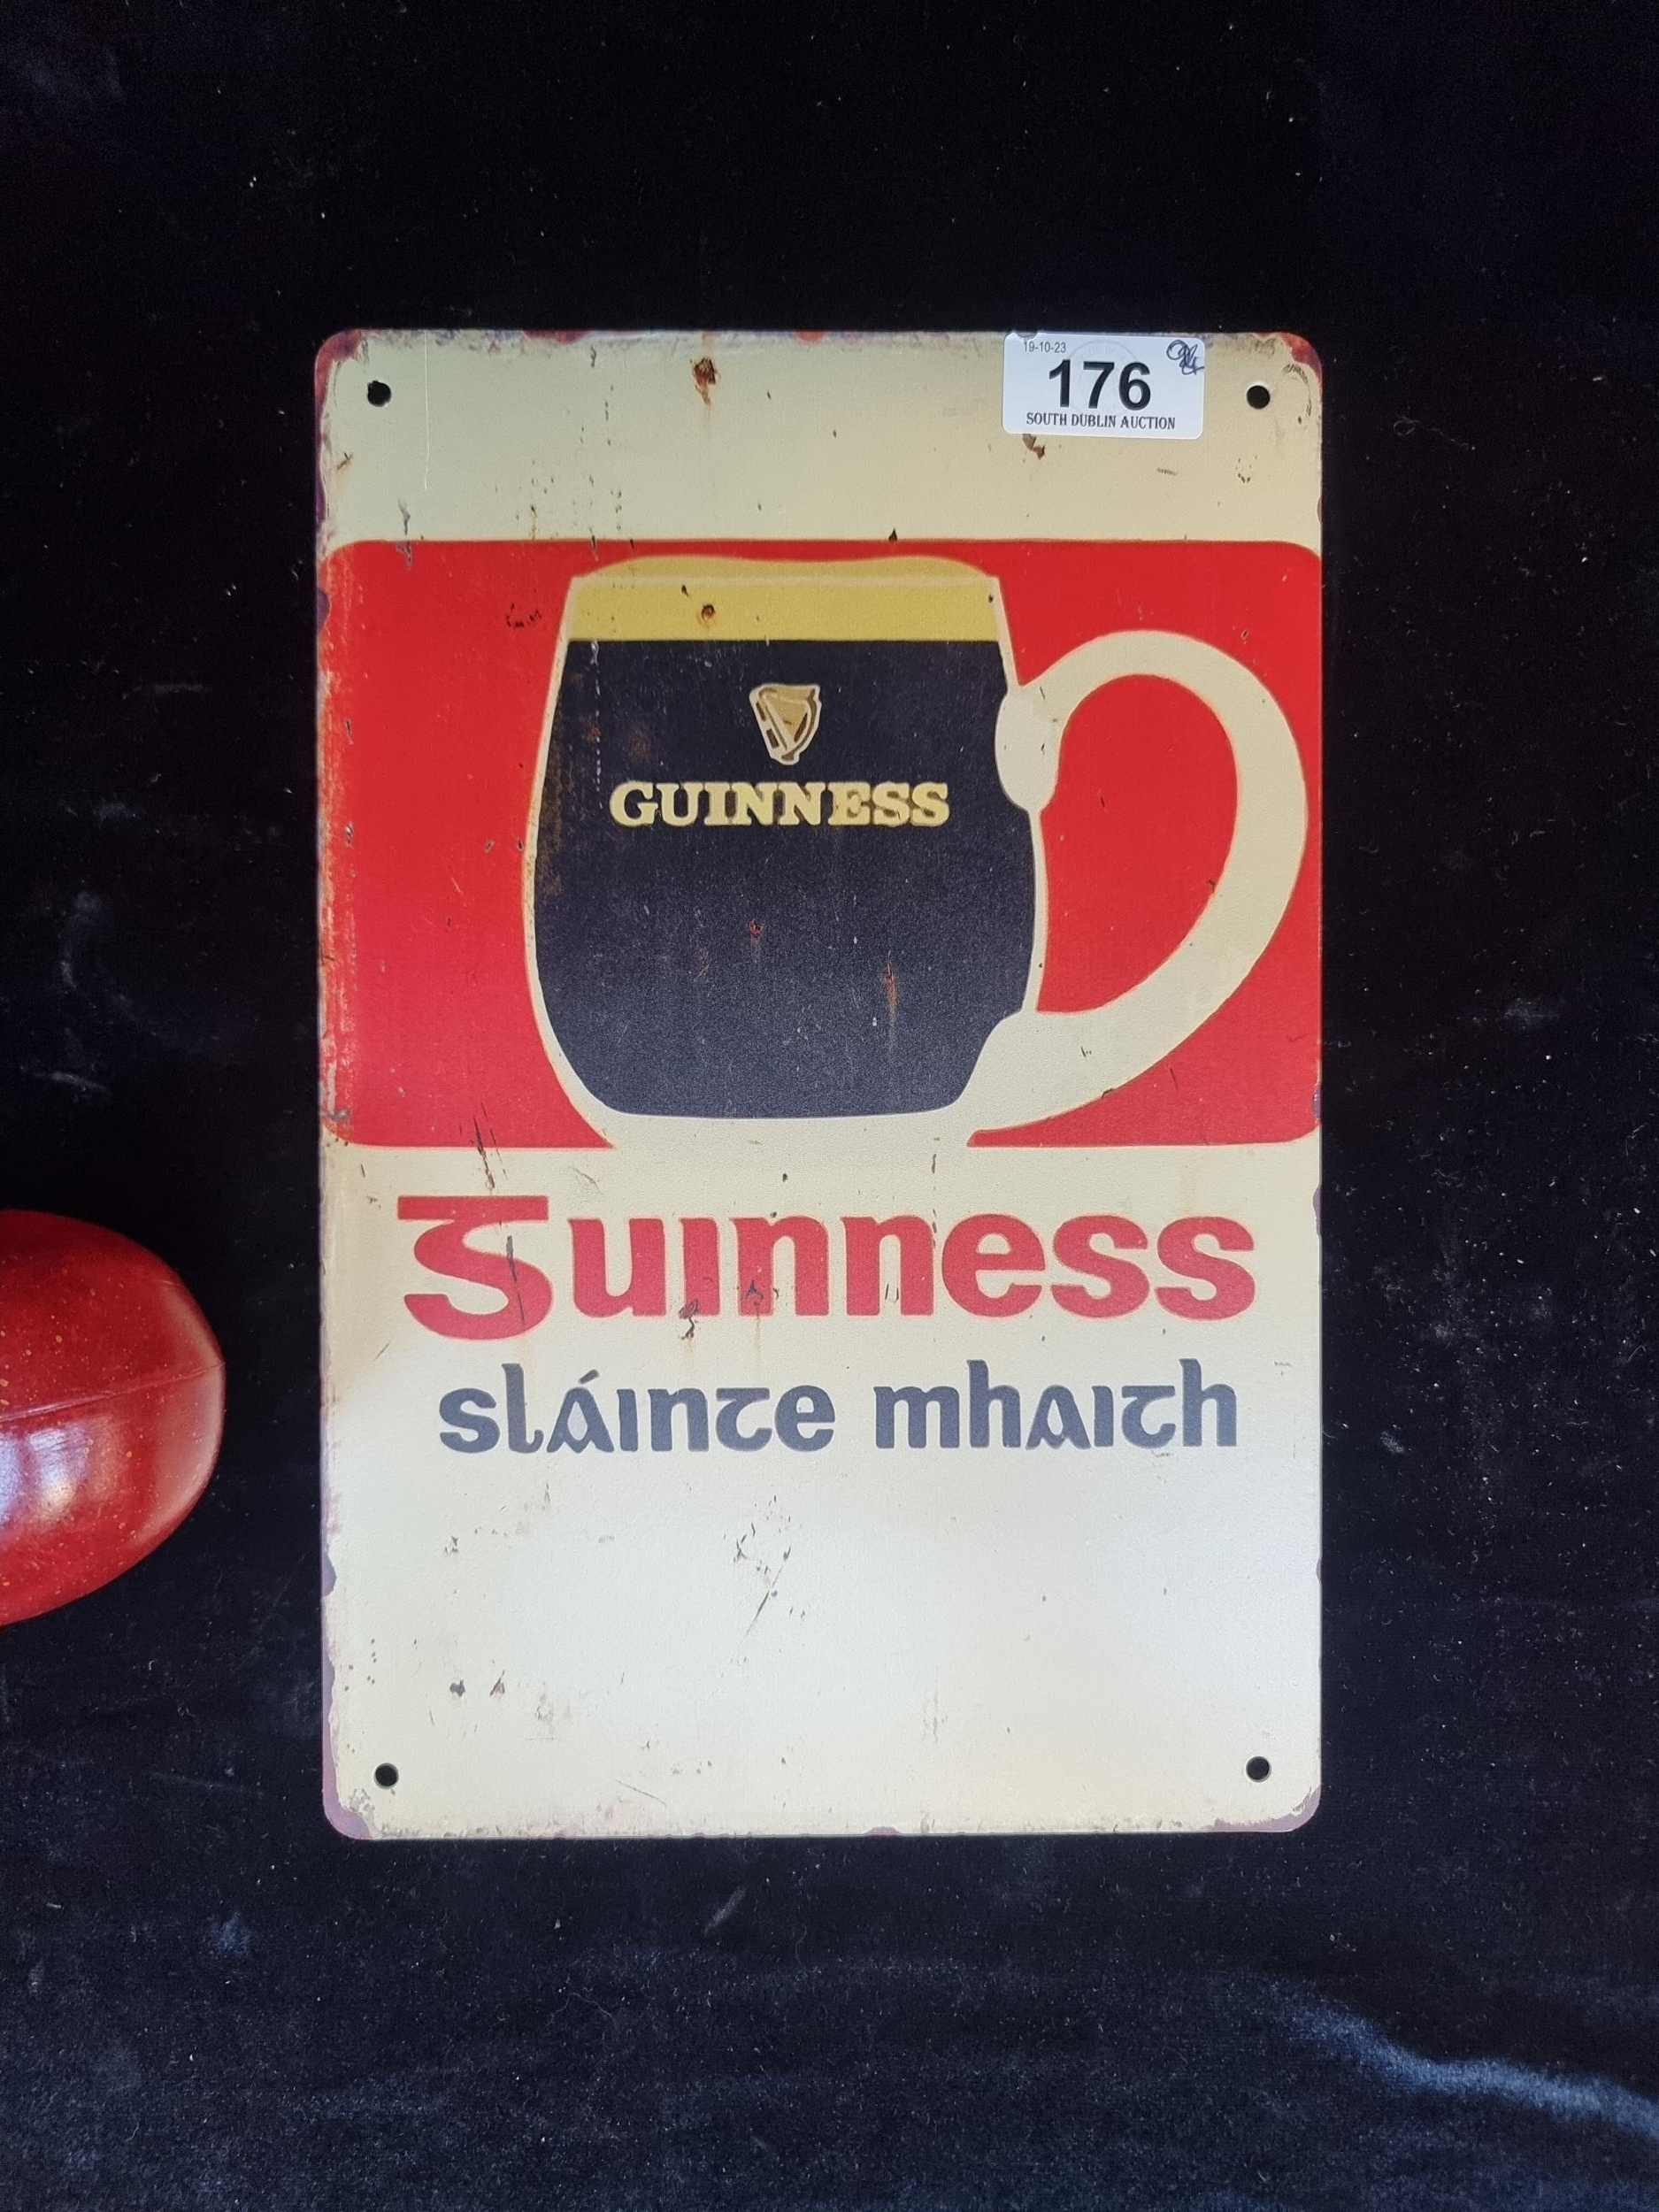 19-10-23
176
SOUTH DUBLIN AUCTION
GUINNESS
Guinness
sláinte mhaith